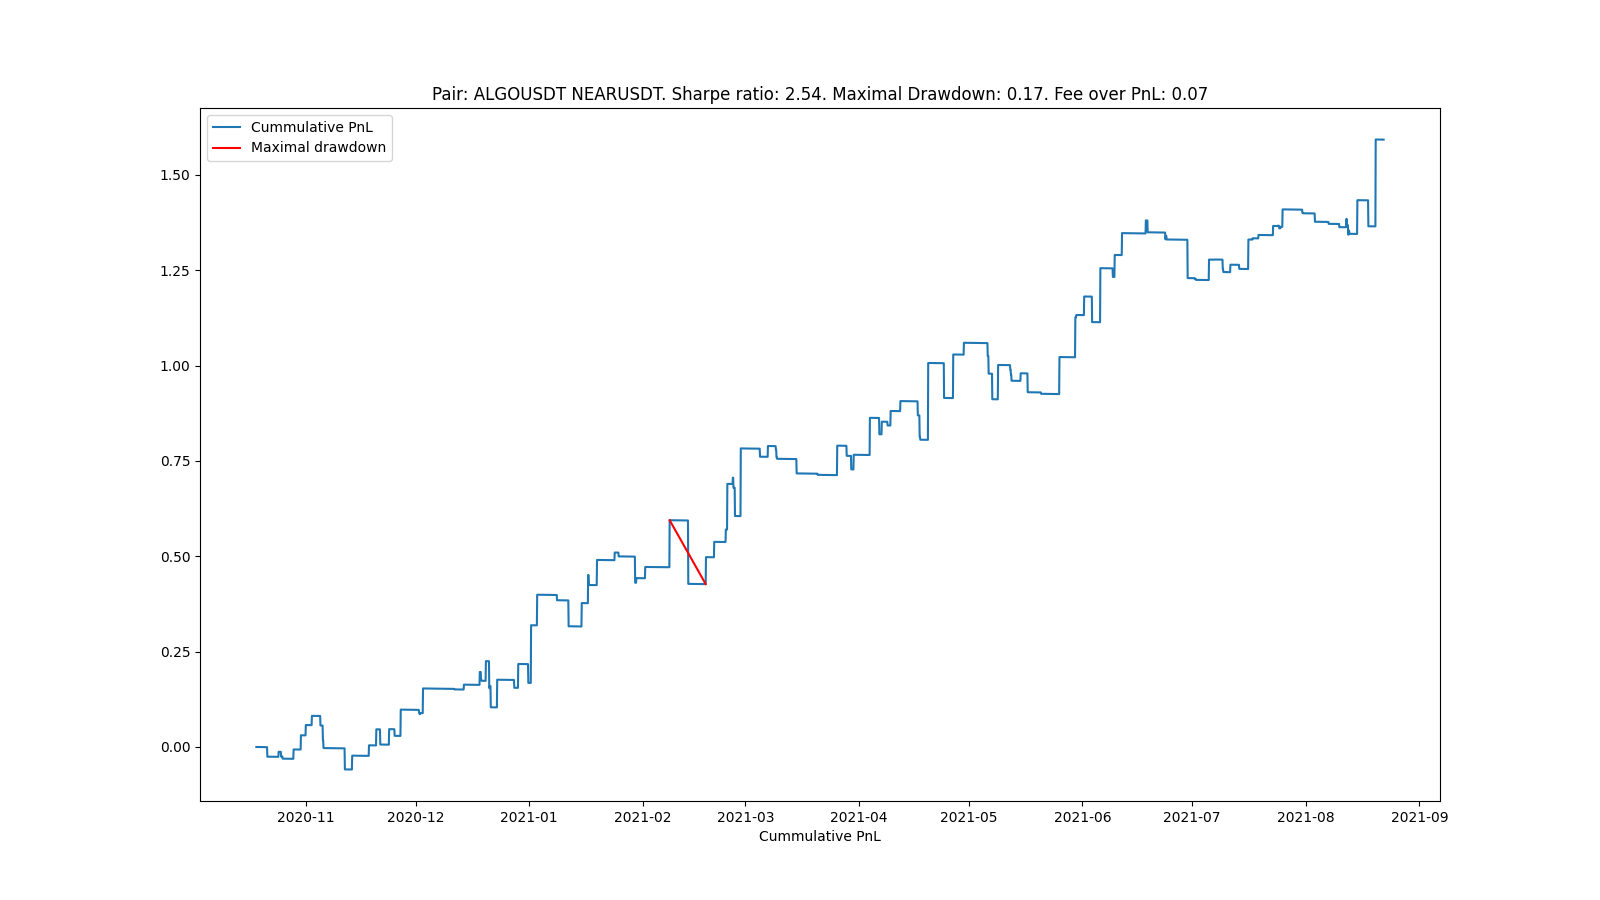 Pair: ALGOUSDT NEARUSDT. Sharpe ratio: 2.54. Maximal Drawdown: 0.17. Fee over PnL: 0.07
Cummulative PnL
Maximal drawdown
1.50
1.25
1.00
0.75
0.50
0.25
0.00
2020-11 2020-12 2021-01 2021-02 2021-03 2021-04 2021-05 2021-06 2021-07 2021-08 2021-09
Cummulative PnL